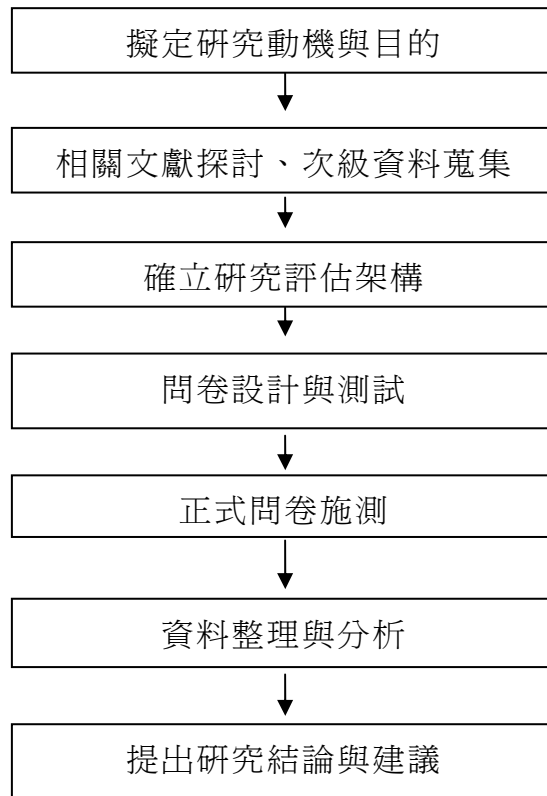 擬定研究動機與目的
相關文獻探討、次級資料蒐集
確立研究評估架構
問卷設計與測試
正式問卷施測
資料整理與分析
提出研究結論與建議